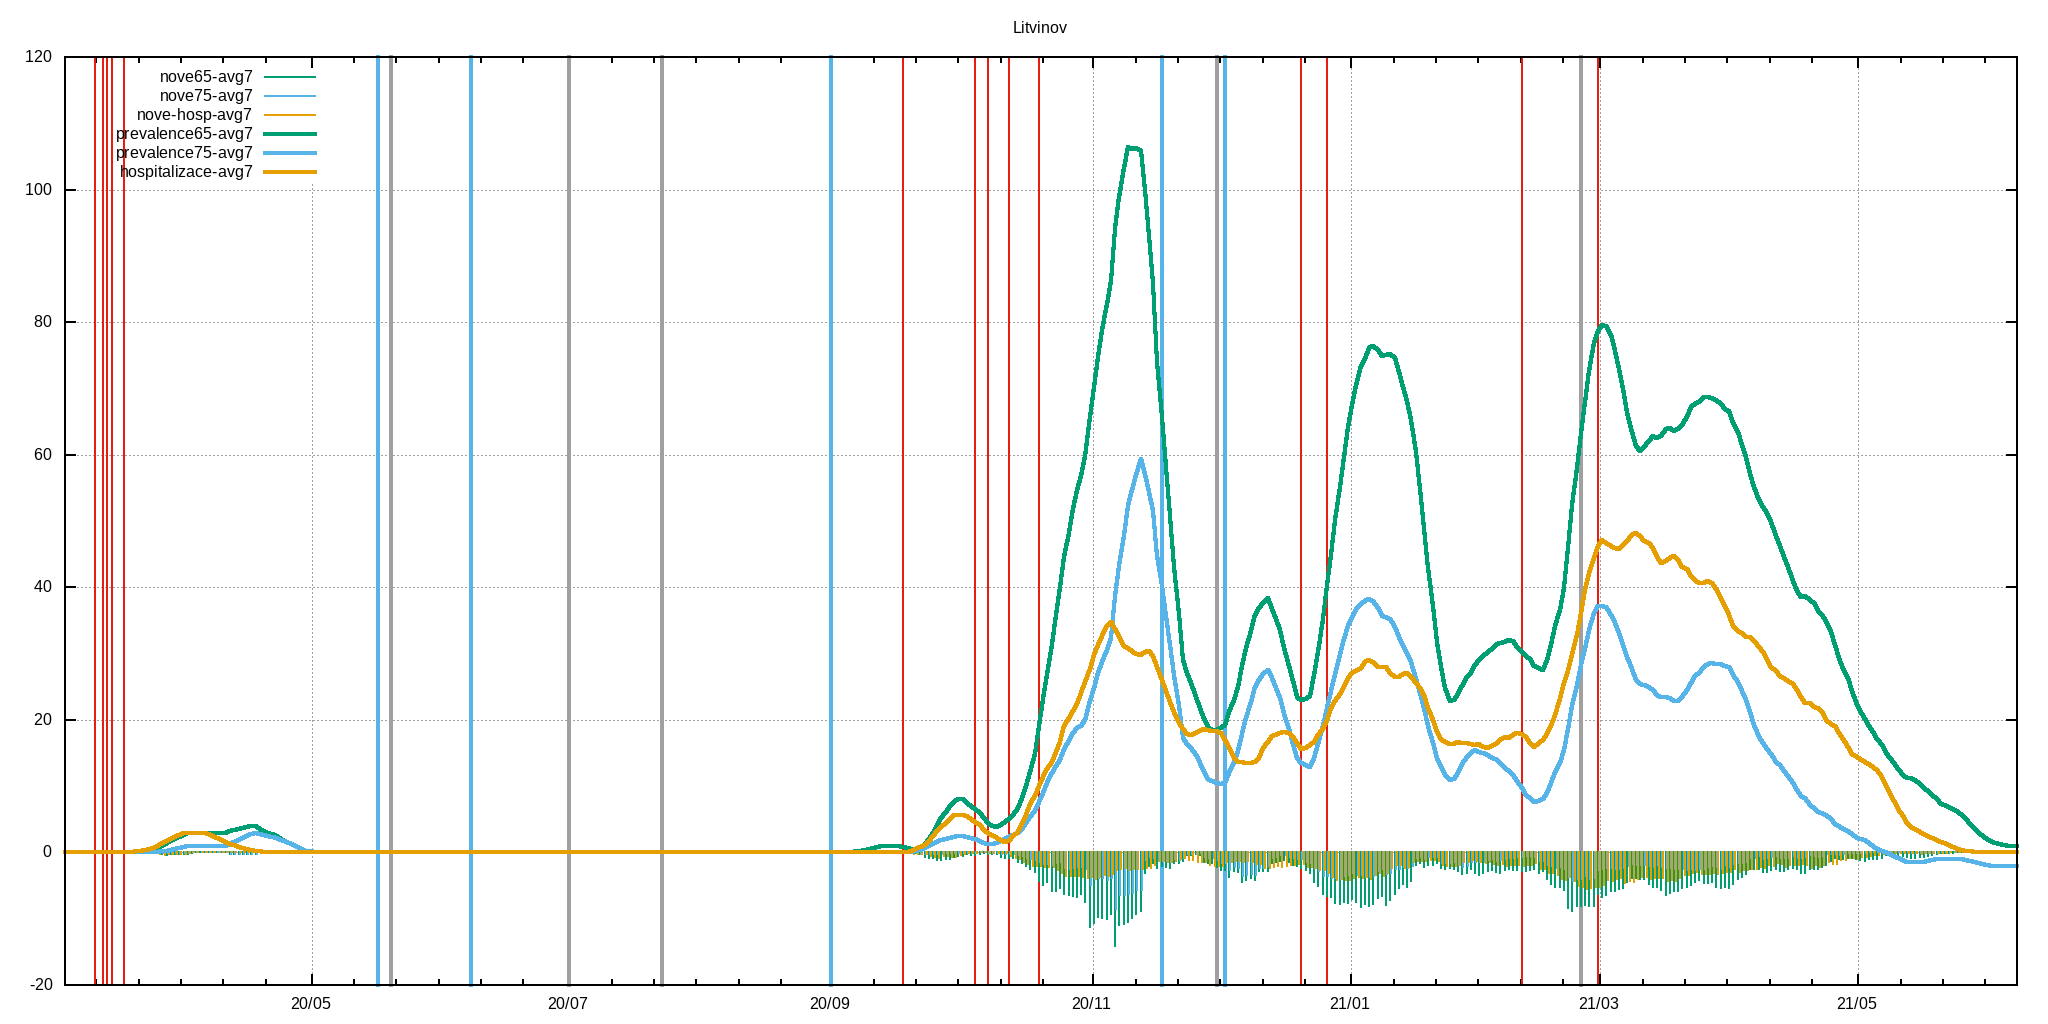 Litvinov
120
nove65-avg7
nove75-avg7
nove-hosp-avg7
prevalence65-avg7
prevalence75-avg7
hospitalizace-avg7
100
80
60
40
20
0
-20
20/05 20/07 20/09 20/11 21/01 21/03 21/05